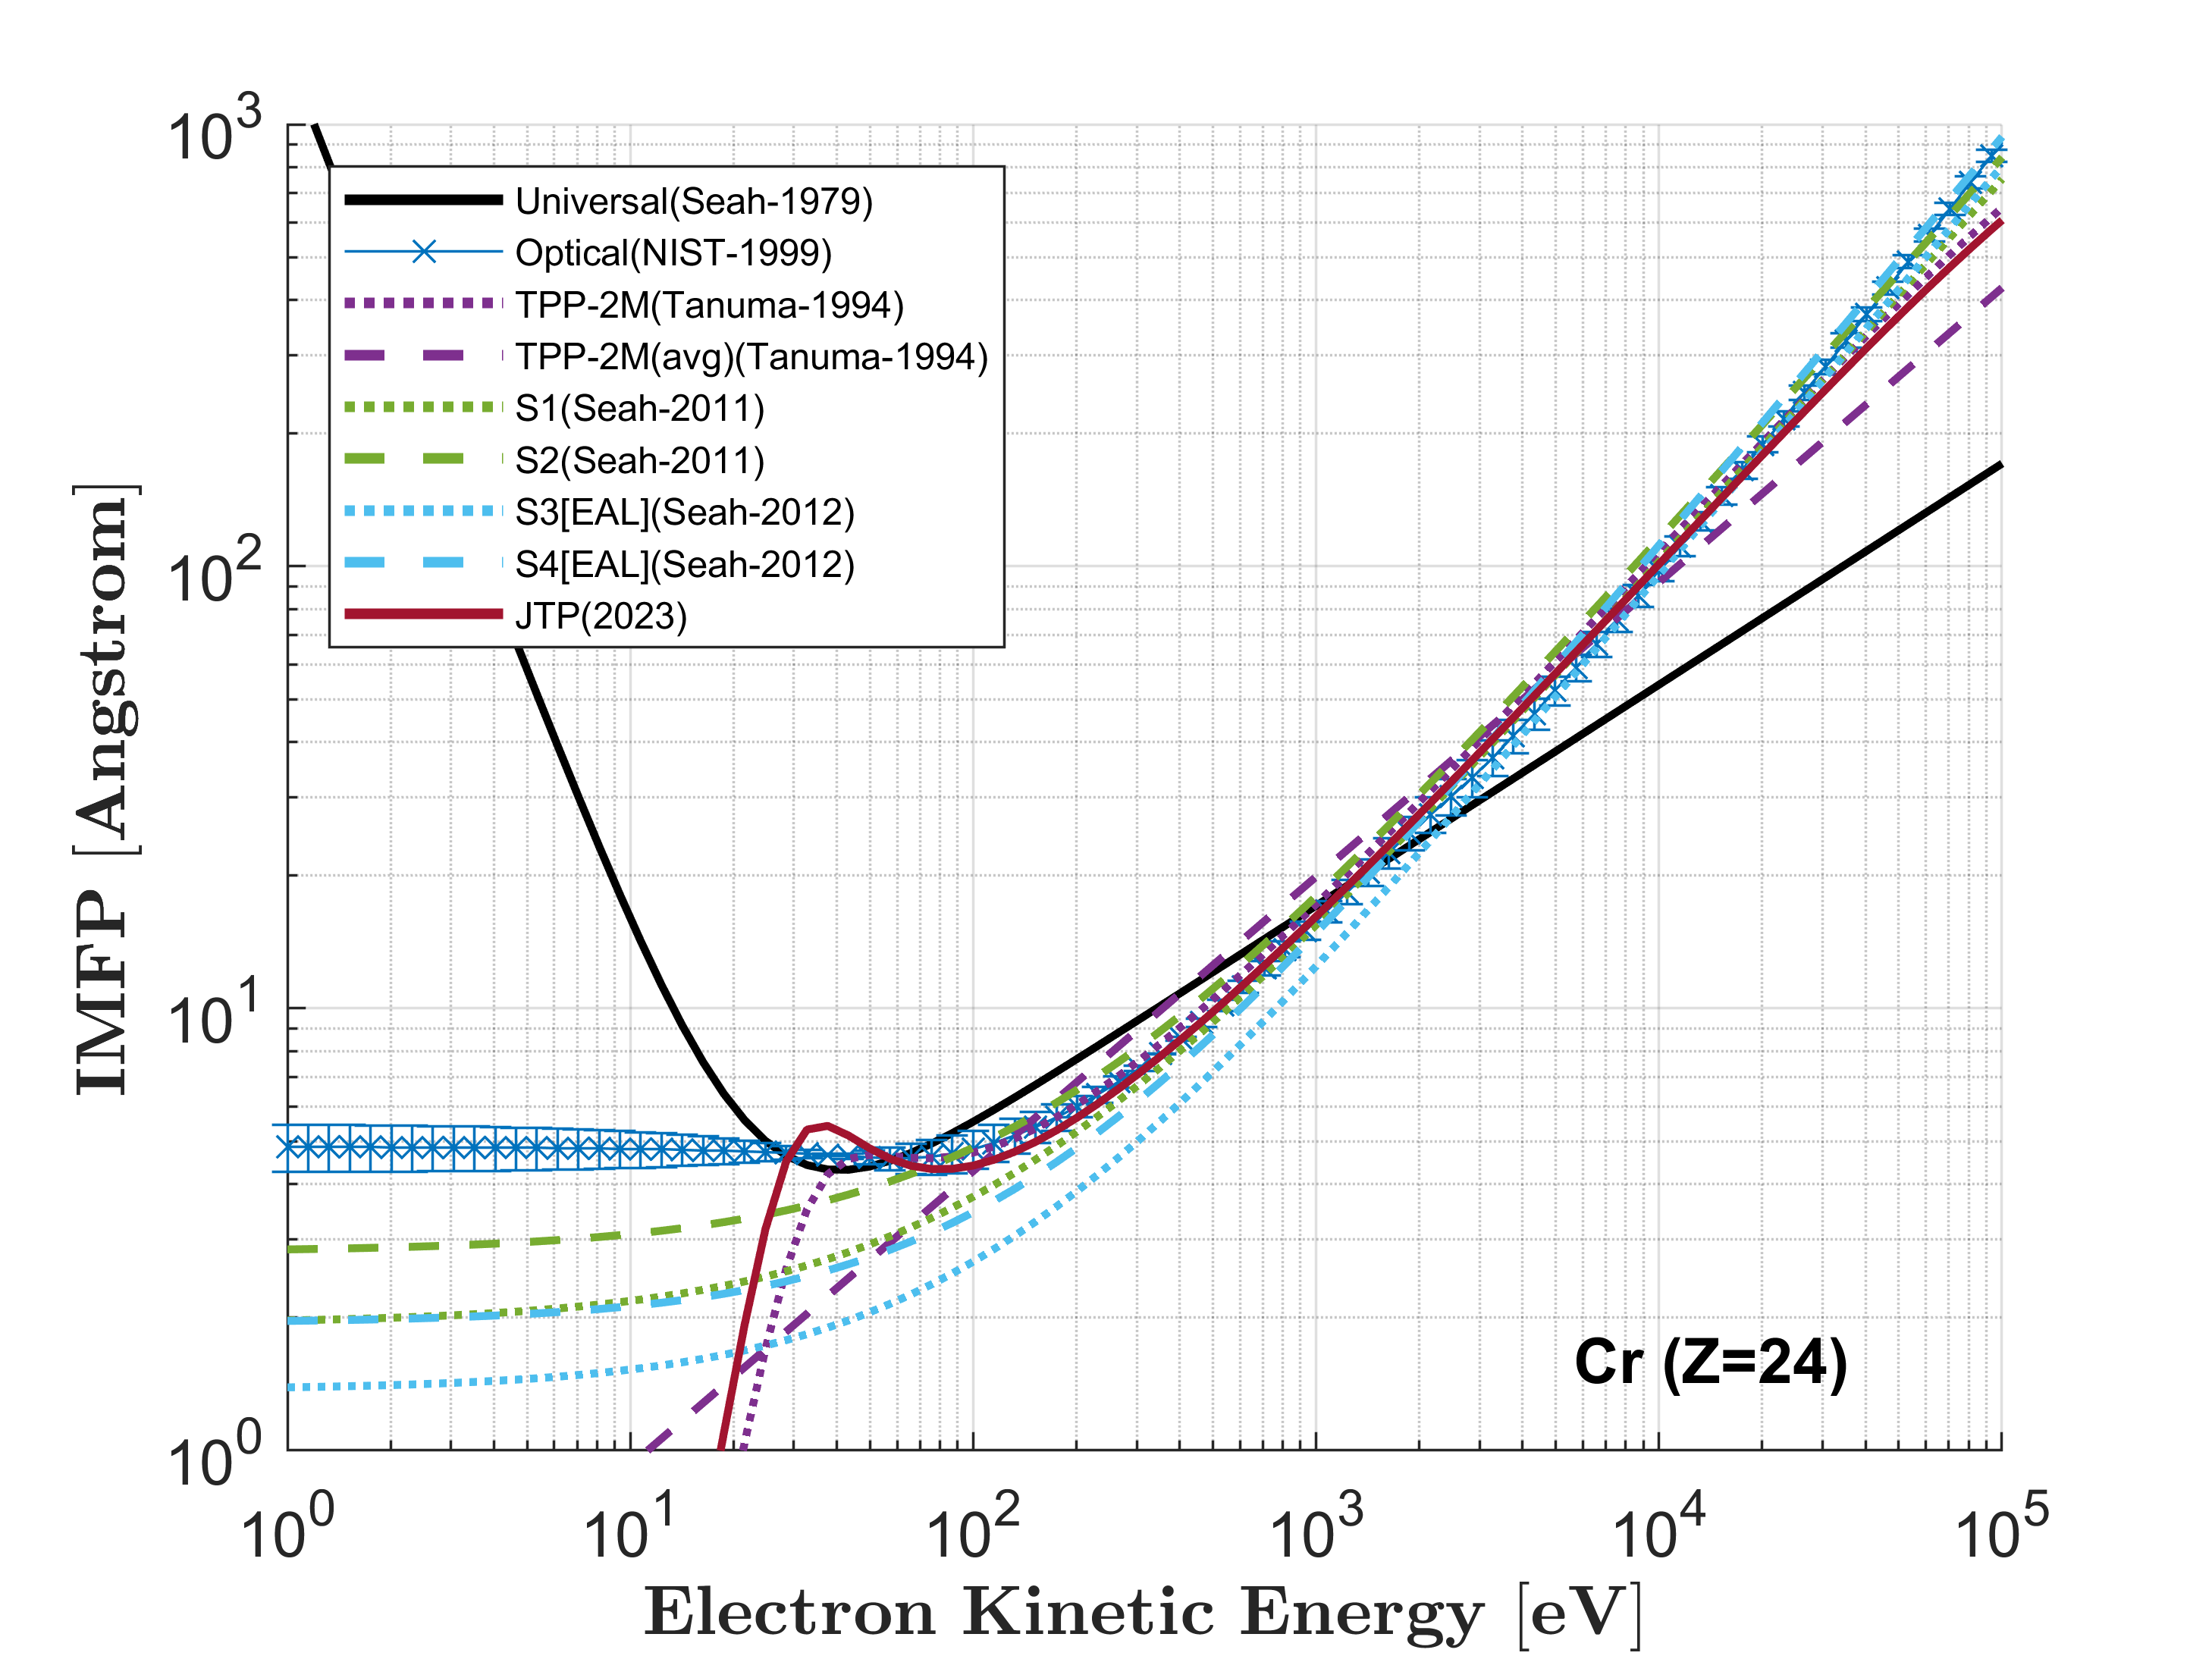 IMFP [Angstrom]
10^3
10^2
10^1
10^0
Universal(Seah-1979)
Optical(NIST-1999)
TPP-2M(Tanuma-1994)
TPP-2M(avg)(Tanuma-1994)
S1(Seah-2011)
S2(Seah-2011)
S3[EAL](Seah-2012)
S4[EAL](Seah-2012)
JTP(2023)
Cr (Z=24)
10^0 10^1 10^2 10^3 10^4 10^5
Electron Kinetic Energy [eV]